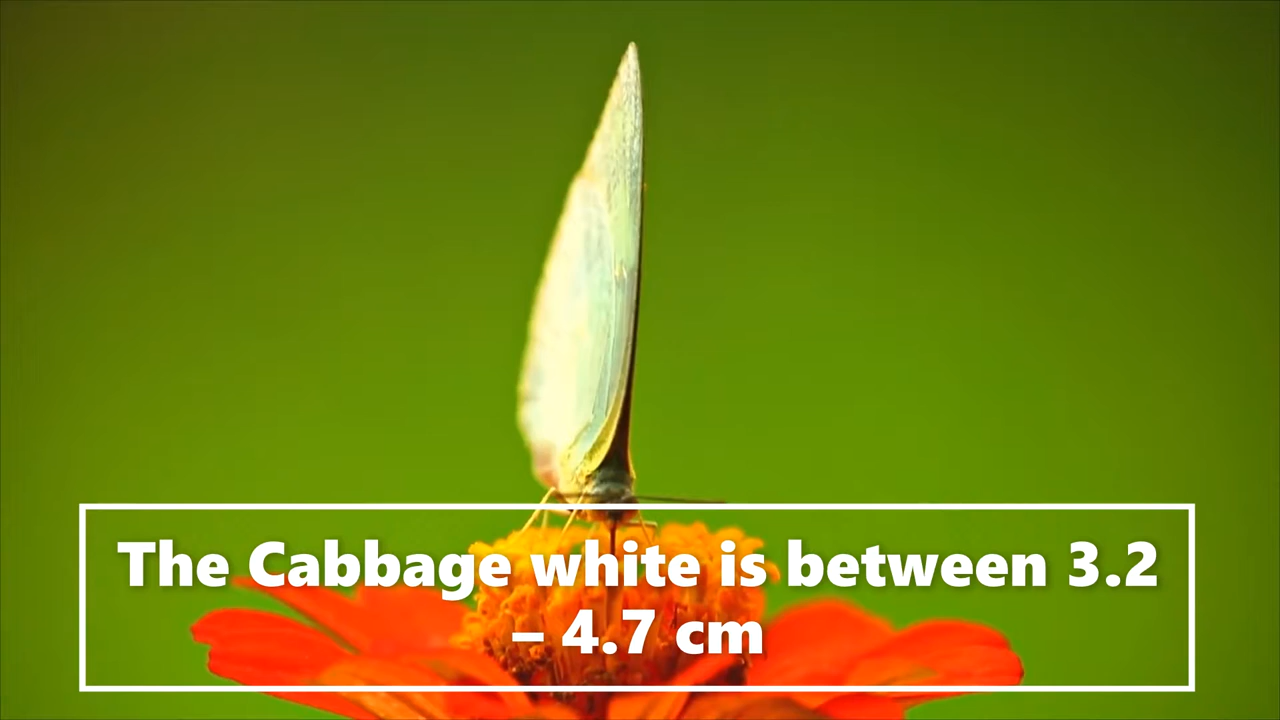 The Cabbage white is between 3.2
– 4.7 cm